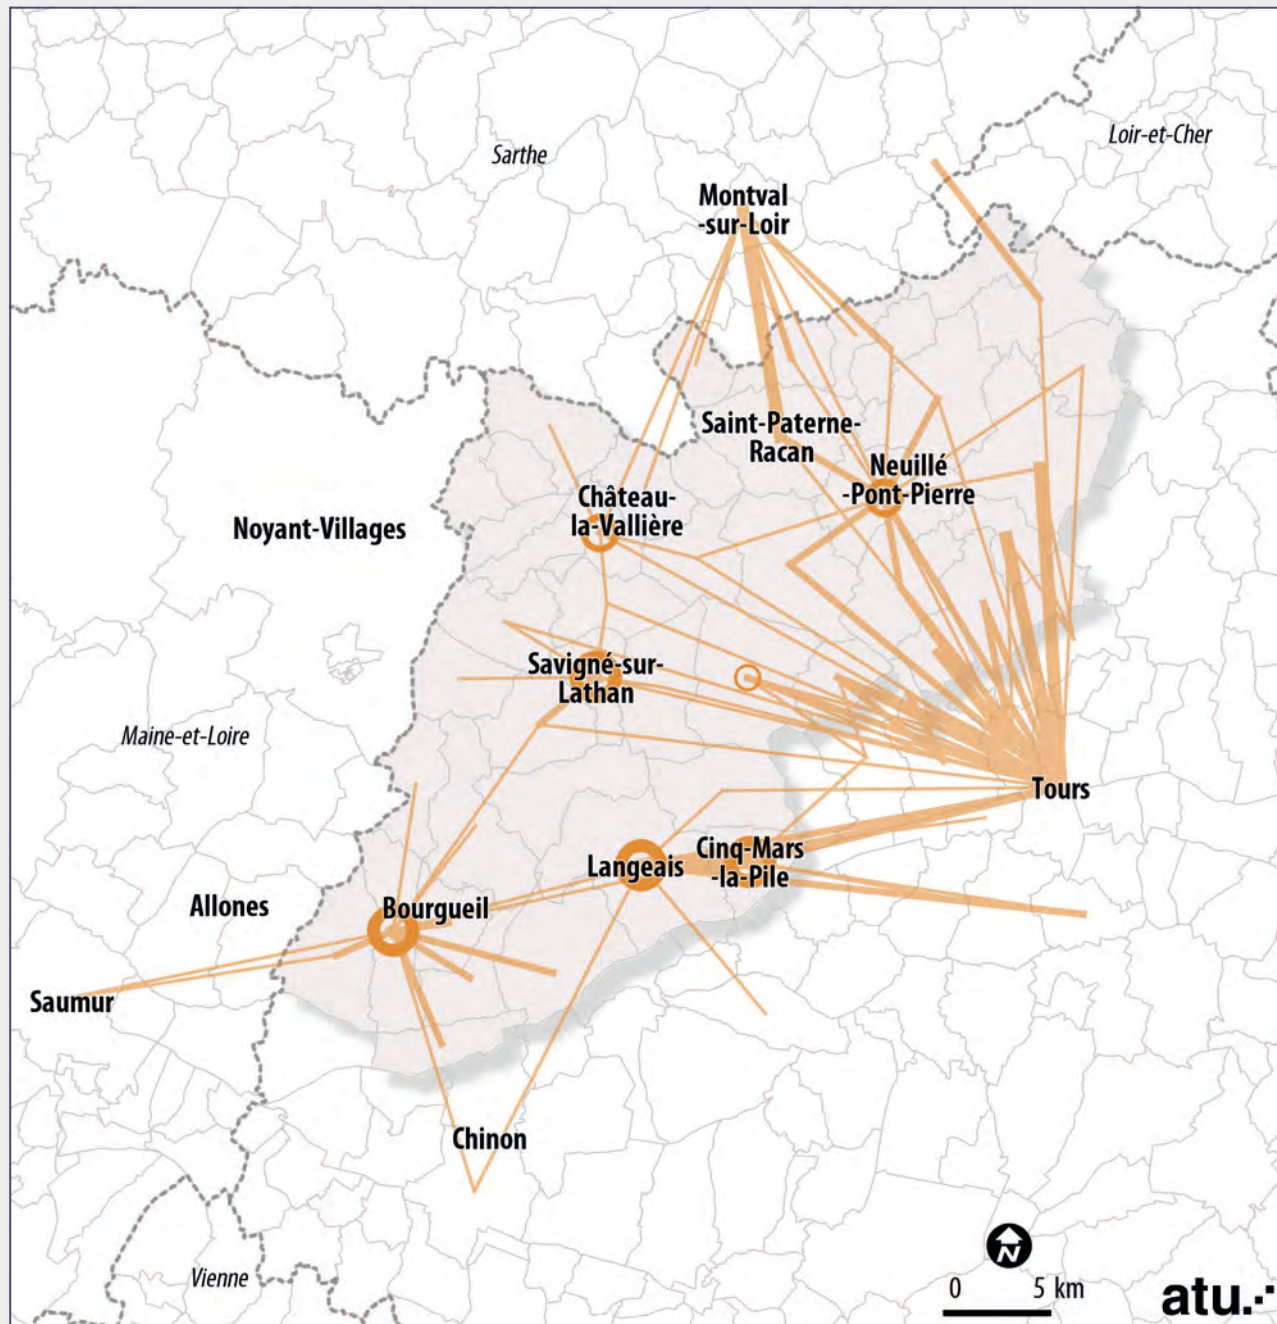 Loir-et-Cher
Sarthe
Montval
-sur-Loir
Saint-Paterne-
Racan
Neuillé
-Pont-Pierre
Château-
la-Vallière
Noyant-Villages
Savigné-sur-
Lathan
Maine-et-Loire
Tours
Cinq-Mars
-la-Pile
Langeais
Allones
Bourgueil
Saumur
Chinon
Vienne
N
0 5 km
atu.